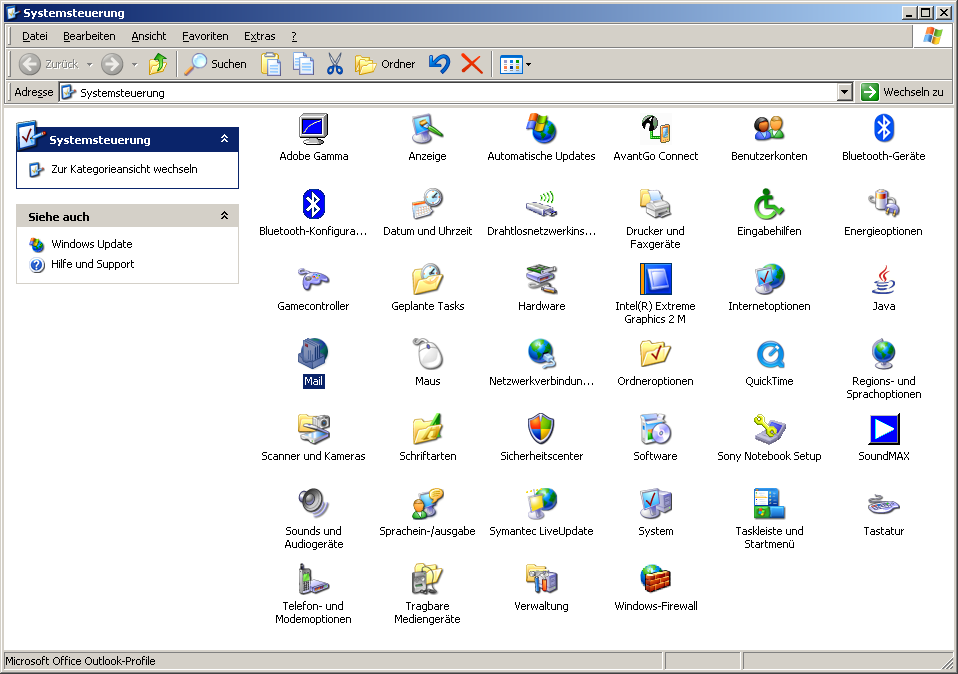 Systemsteuerung
Datei Bearbeiten Ansicht Favoriten Extras ?
Zurück Suchen Ordner
Adresse Systemsteuerung Wechseln zu
Systemsteuerung
Zur Kategorieansicht wechseln
Siehe auch
Windows Update
Hilfe und Support
Adobe Gamma
Anzeige
Automatische Updates
AvantGo Connect
Benutzerkonten
Bluetooth-Geräte
Bluetooth-Konfigura...
Datum und Uhrzeit
Drahtlosnetzwerkins...
Drucker und
Faxgeräte
Eingabehilfen
Energieoptionen
Gamecontroller
Geplante Tasks
Hardware
Intel(R) Extreme
Graphics 2 M
Internetoptionen
Java
Mail
Maus
Netzwerkverbindun...
Ordneroptionen
QuickTime
Regions- und
Sprachoptionen
Scanner und Kameras
Schriftarten
Sicherheitscenter
Software
Sony Notebook Setup
SoundMAX
Sounds und
Audiogeräte
Sprachein-/ausgabe
Symantec LiveUpdate
System
Taskleiste und
Startmenü
Tastatur
Telefon- und
Modemoptionen
Tragbare
Mediengeräte
Verwaltung
Windows-Firewall
Microsoft Office Outlook-Profile